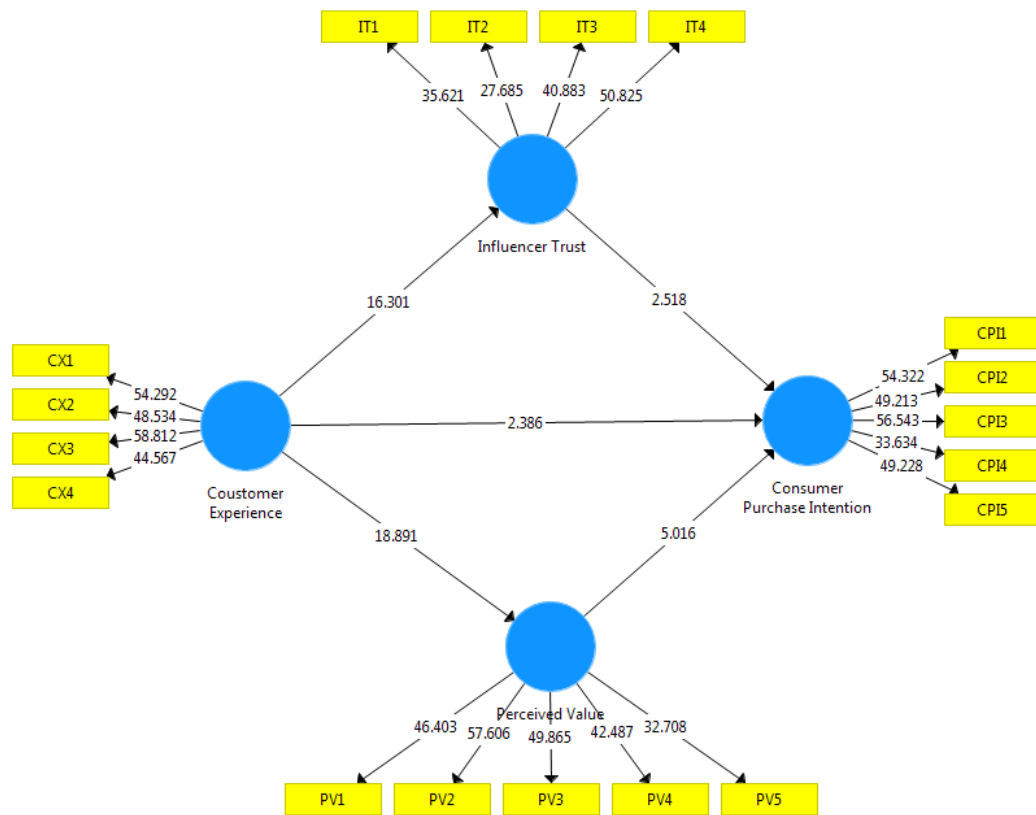 IT1 IT2 IT3 IT4
35.621 27.685 40.883 50.825
Influencer Trust
16.301 2.518
CX1
CX2
CX3
CX4
54.292
48.534
58.812
44.567
Coustomer
Experience
2.386
CPI1
CPI2
CPI3
CPI4
CPI5
54.322
49.213
56.543
33.634
49.228
Consumer
Purchase Intention
18.891 5.016
Perceived Value
46.403 57.606 49.865 42.487 32.708
PV1 PV2 PV3 PV4 PV5